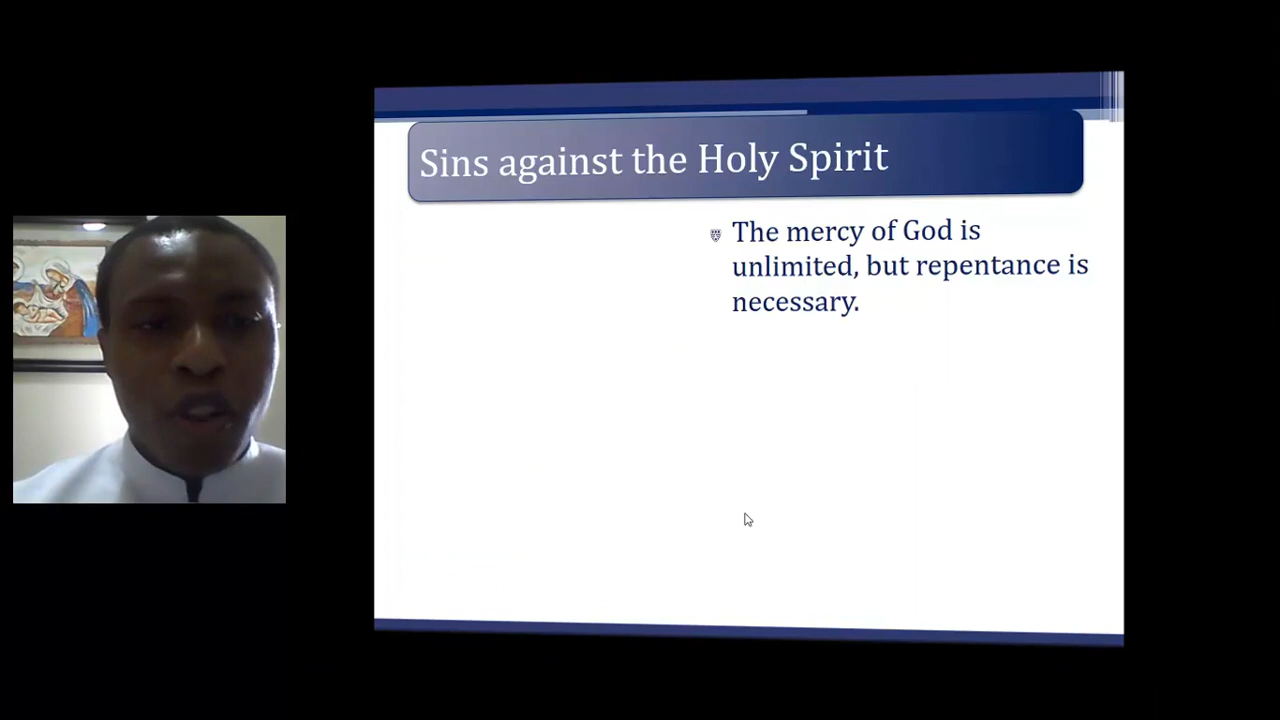 Sins against the Holy Spirit
The mercy of God is
unlimited, but repentance is
necessary.